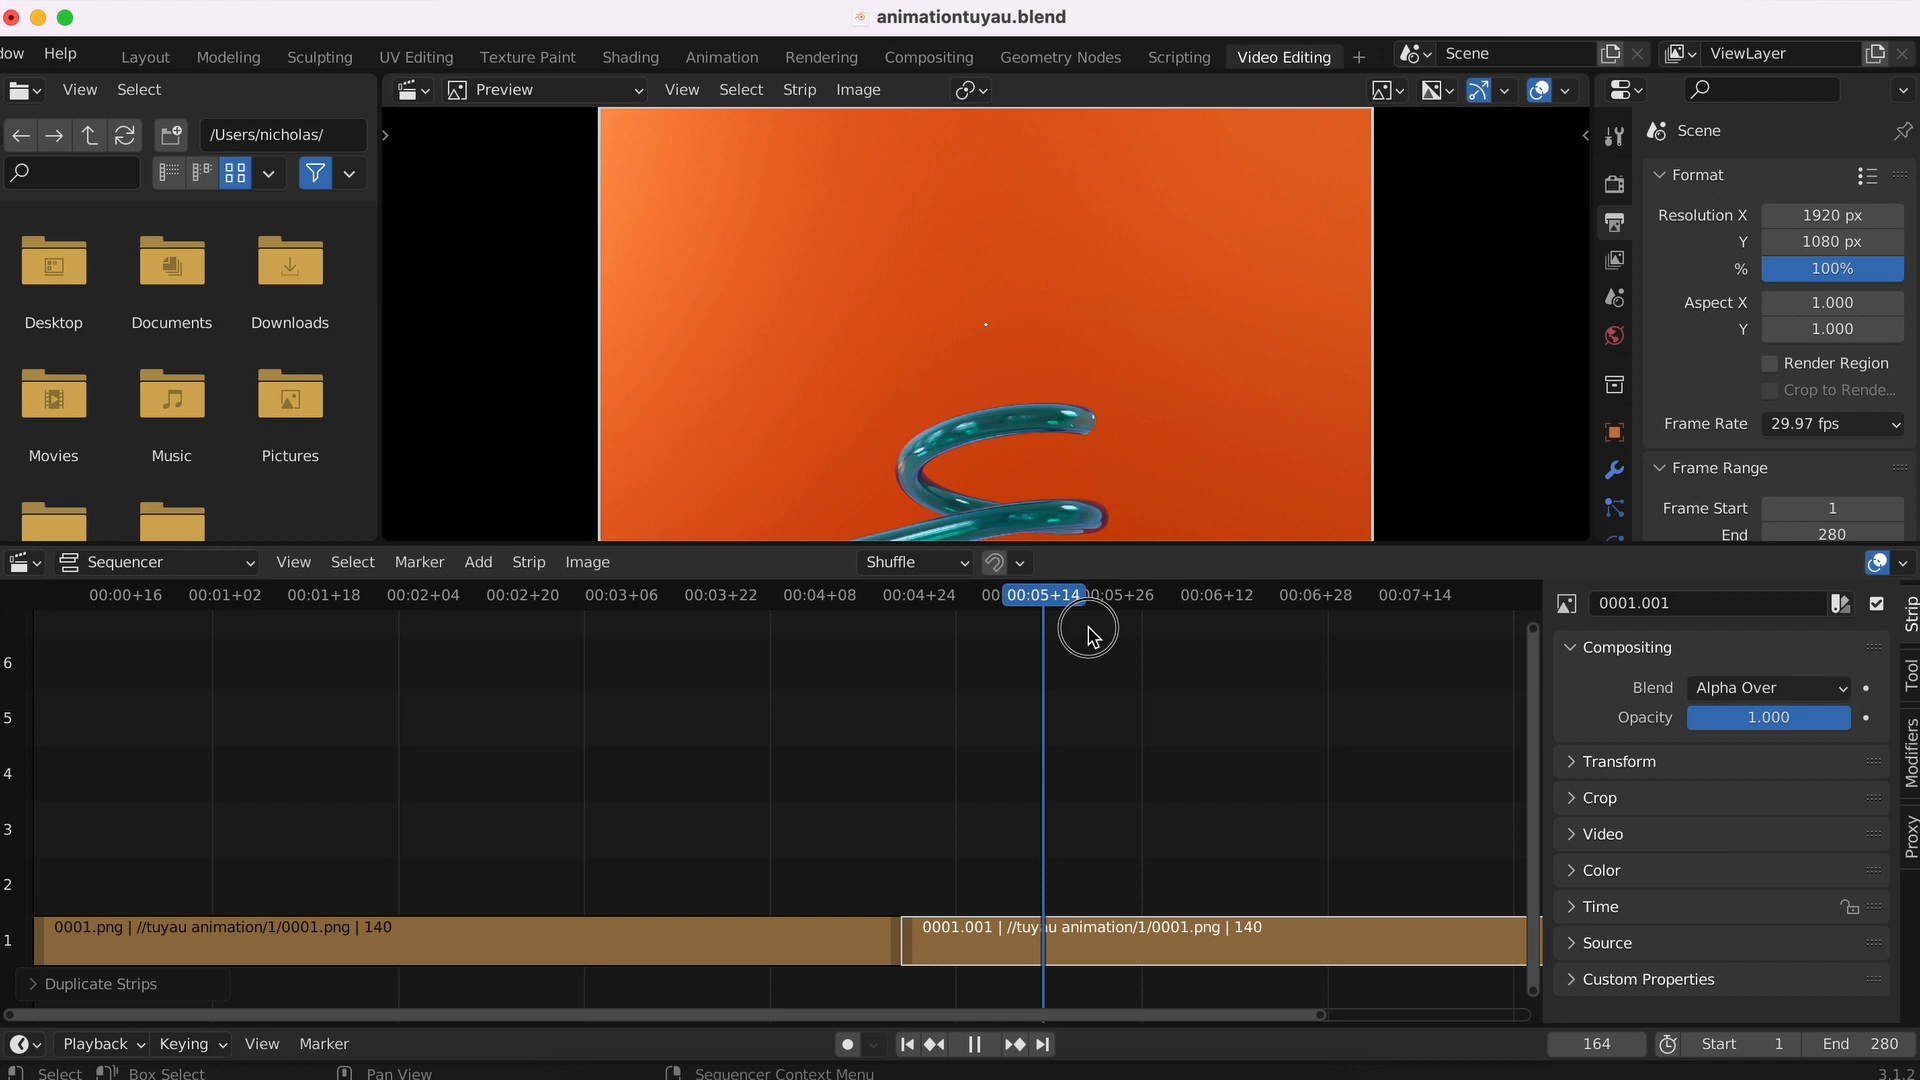 animationtuyau.blend
dow Help Layout Modeling Sculpting UV Editing Texture Paint Shading Animation Rendering Compositing Geometry Nodes Scripting Video Editing + Scene ViewLayer
View Select Preview View Select Strip Image
/Users/nicholas/
Scene
Format
Resolution X 1920 px
Y 1080 px
% 100%
Aspect X 1.000
Y 1.000
Render Region
Crop to Rende...
Frame Rate 29.97 fps
Frame Range
Frame Start 1
End 280
Desktop Documents Downloads
Movies Music Pictures
Sequencer View Select Marker Add Strip Image Shuffle
00:00+16 00:01+02 00:01+18 00:02+04 00:02+20 00:03+06 00:03+22 00:04+08 00:04+24 00 00:05+14 0:05+26 00:06+12 00:06+28 00:07+14
6
5
4
3
2
1
0001.png | //tuyau animation/1/0001.png | 140
0001.001 | //tuyau animation/1/0001.png | 140
Duplicate Strips
0001.001
Compositing
Blend Alpha Over
Opacity 1.000
Transform
Crop
Video
Color
Time
Source
Custom Properties
Strip
Tool
Modifiers
Proxy
Playback Keying View Marker 164 Start 1 End 280
Select Box Select Pan View Sequencer Context Menu 3.1.2